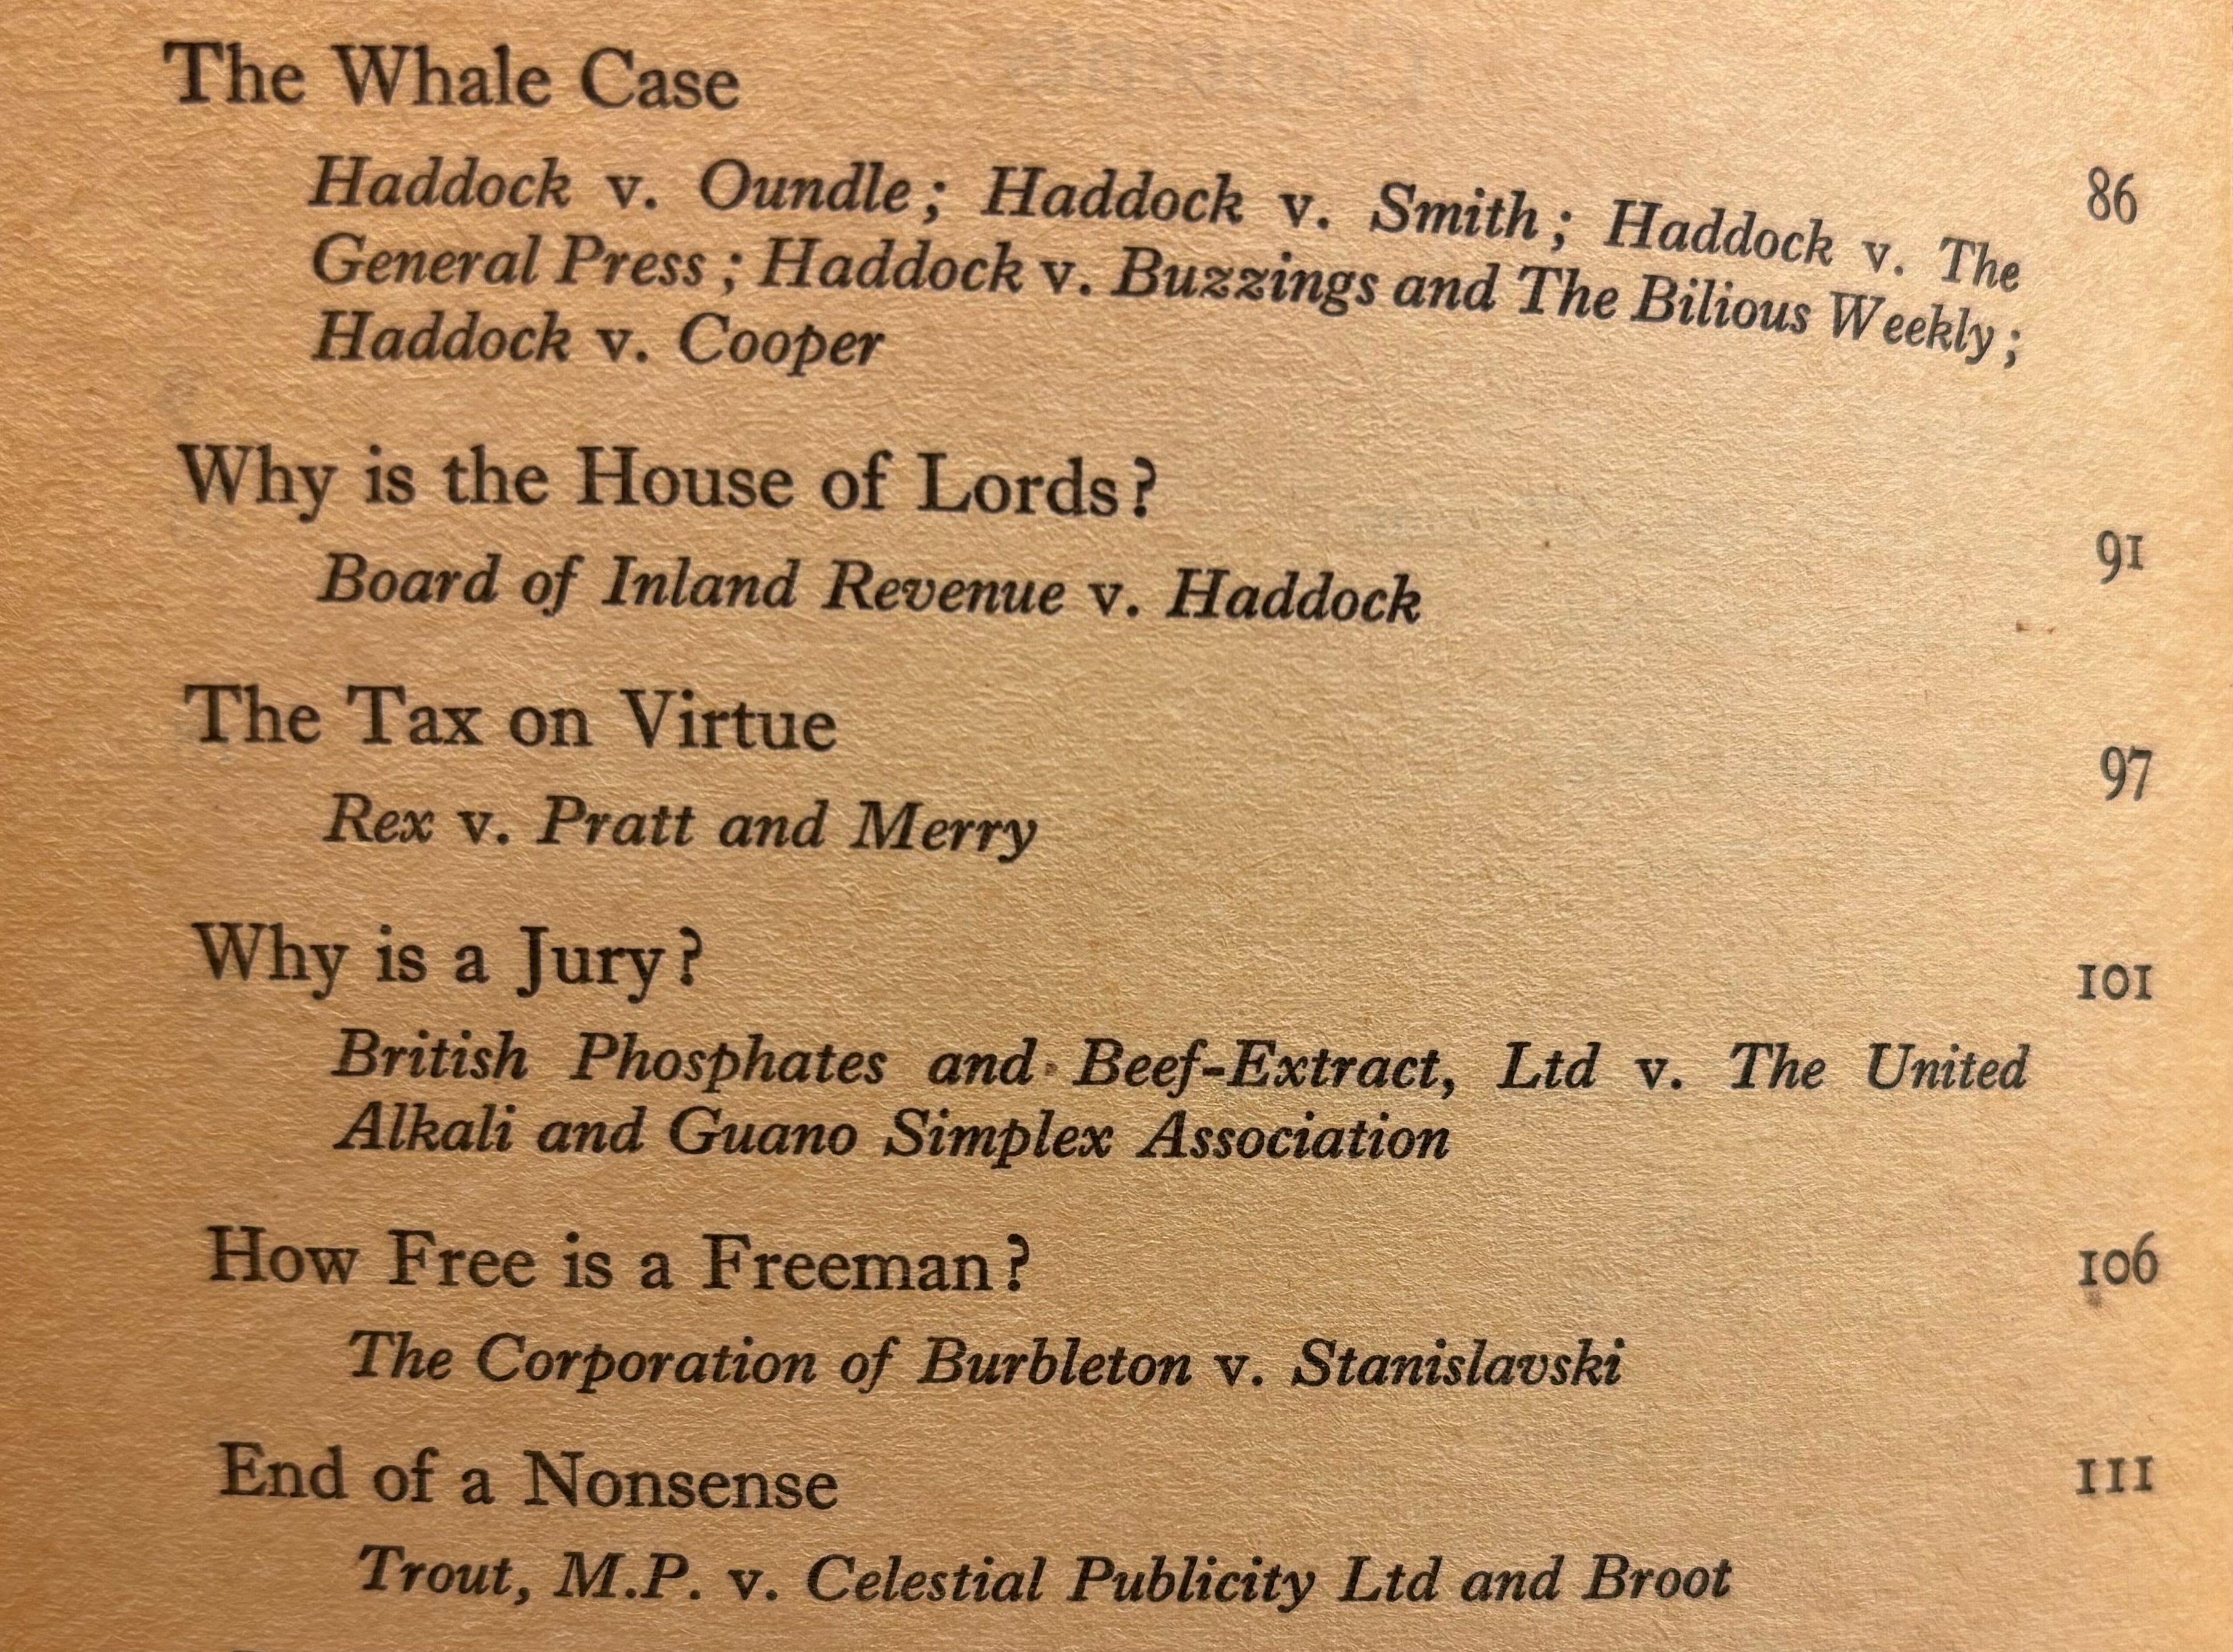 The Whale Case 86
Haddock v. Oundle; Haddock v. Smith; Haddock v. The
General Press; Haddock v. Buzzings and The Bilious Weekly;
Haddock v. Cooper
Why is the House of Lords? 91
Board of Inland Revenue v. Haddock
The Tax on Virtue 97
Rex v. Pratt and Merry
Why is a Jury? 101
British Phosphates and Beef-Extract, Ltd v. The United
Alkali and Guano Simplex Association
How Free is a Freeman? 106
The Corporation of Burbleton v. Stanislavski
End of a Nonsense 111
Trout, M.P. v. Celestial Publicity Ltd and Broot